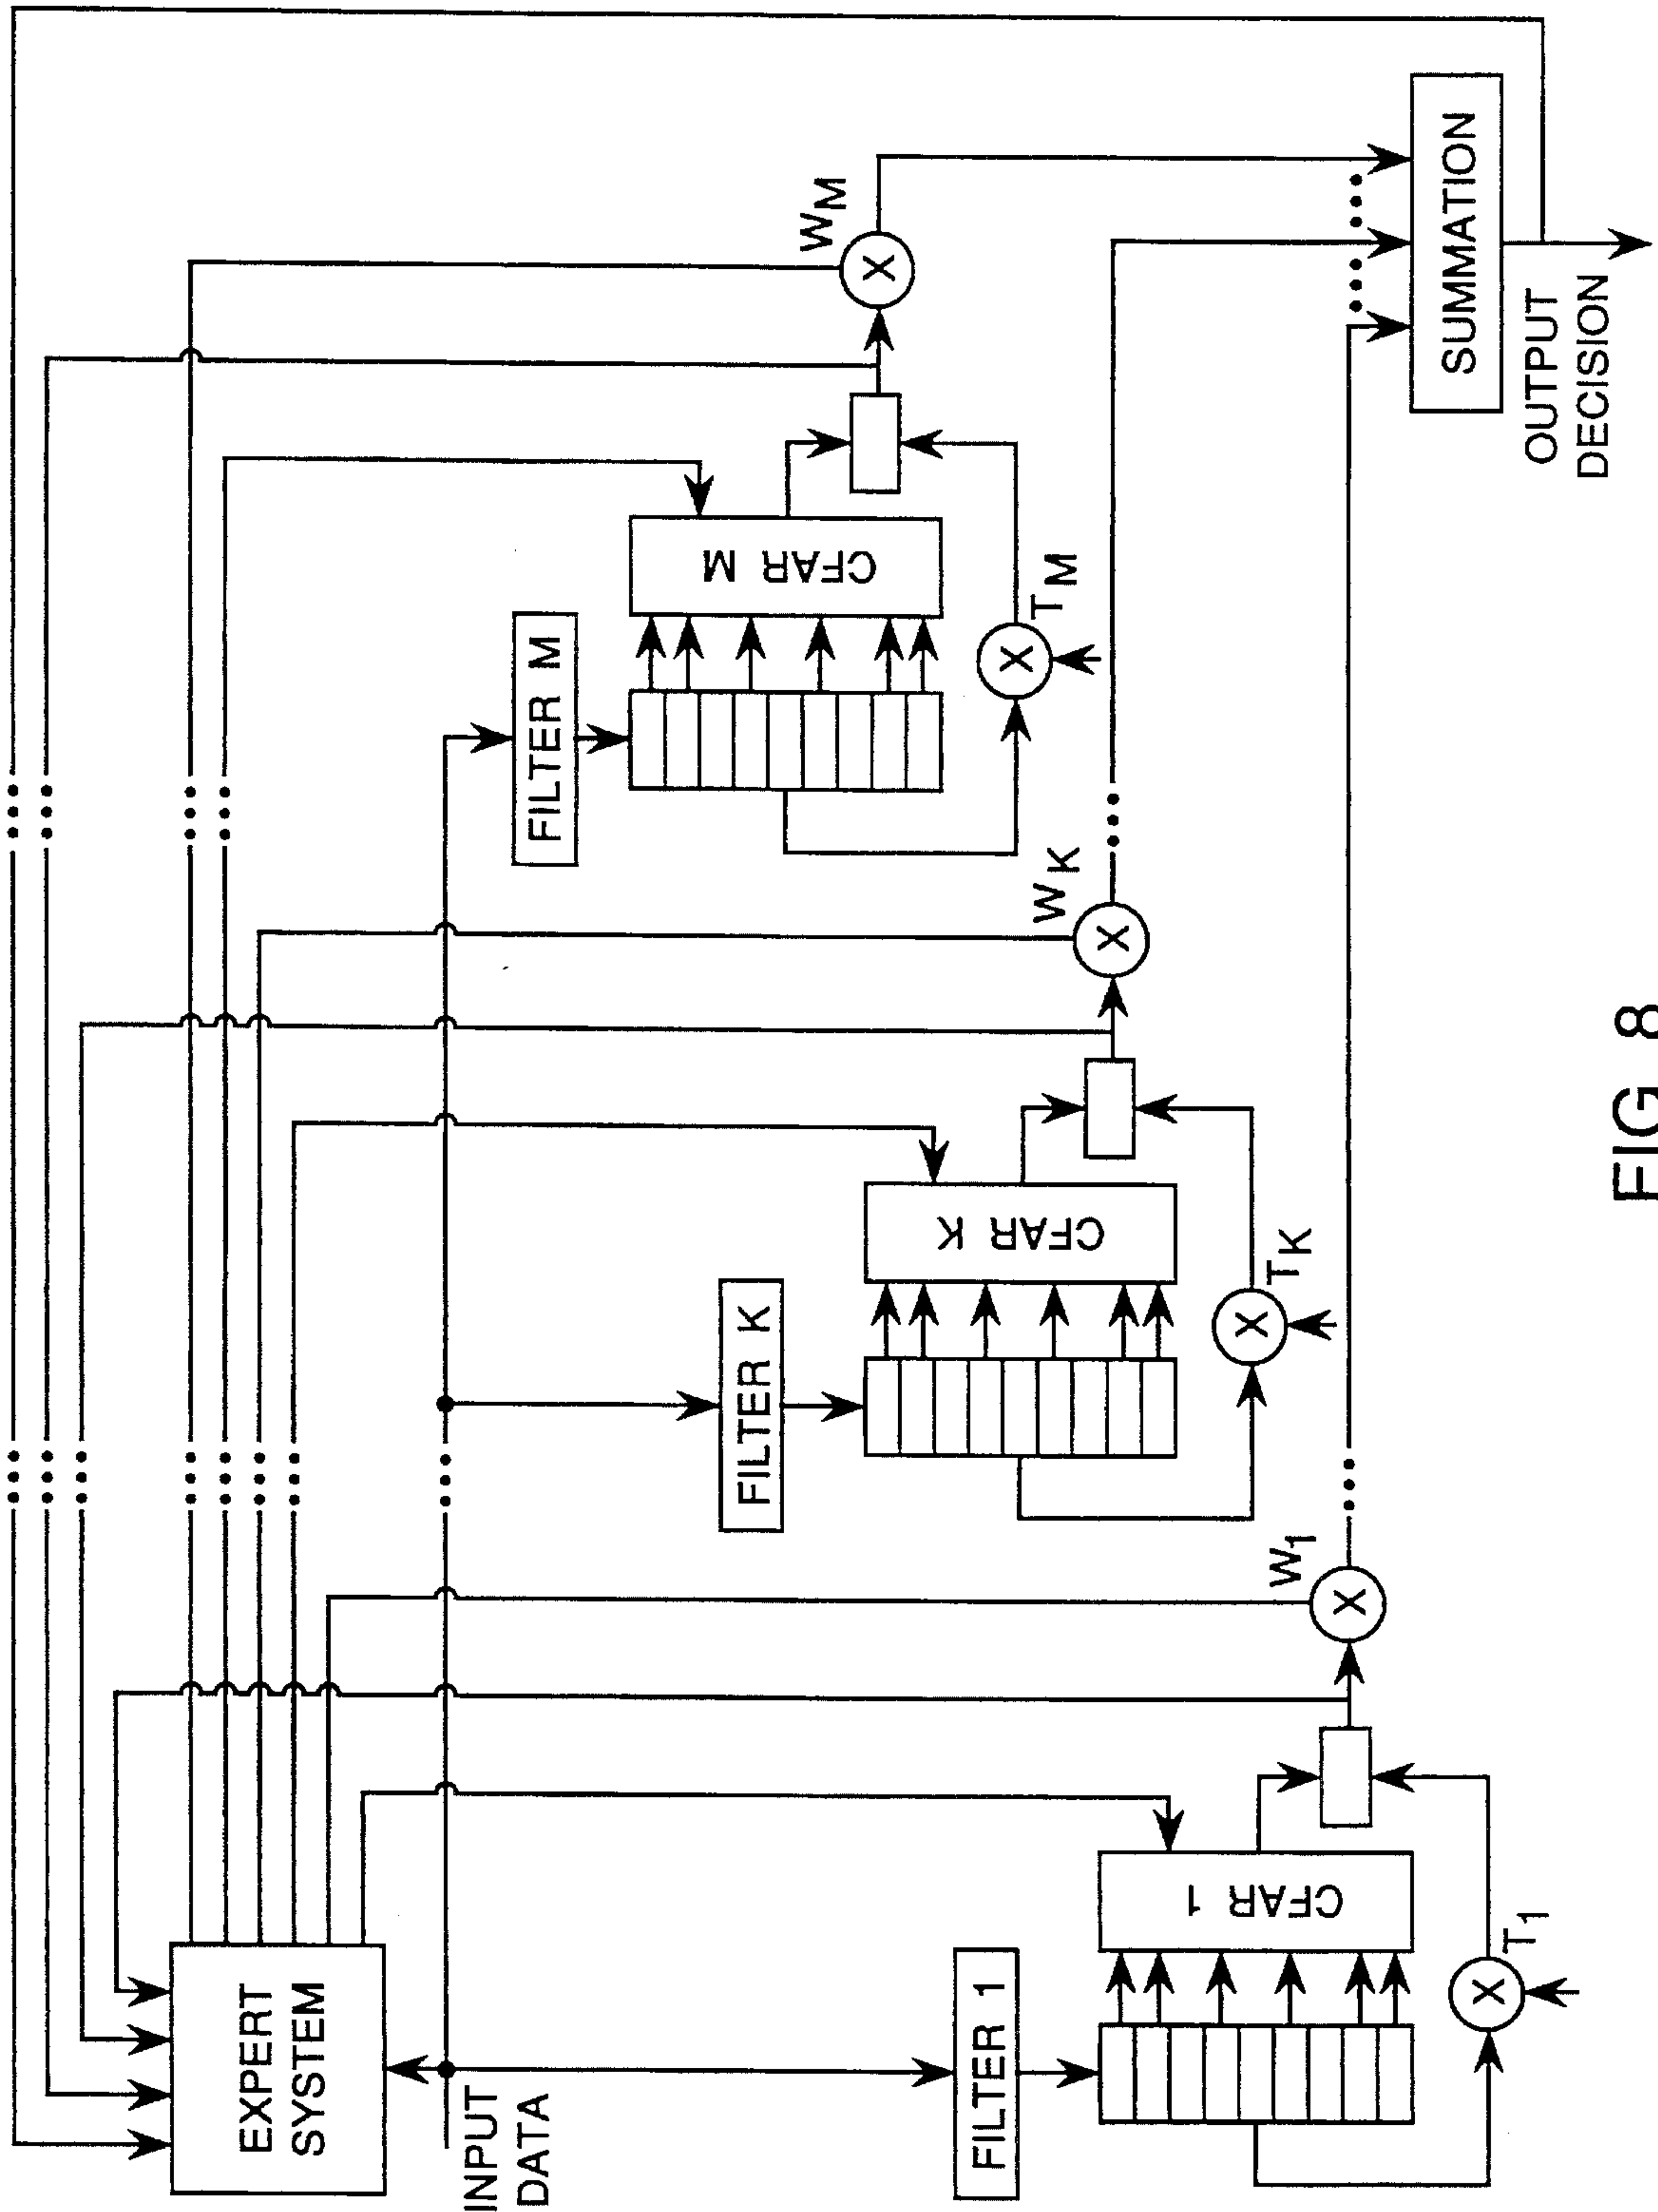 EXPERT
SYSTEM
INPUT
DATA
FILTER 1
CFAR 1
T1
W1
X
X
FILTER K
CFAR K
TK
WK
X
X
FILTER M
CFAR M
TM
WM
X
X
SUMMATION
OUTPUT
DECISION
FIG. 8